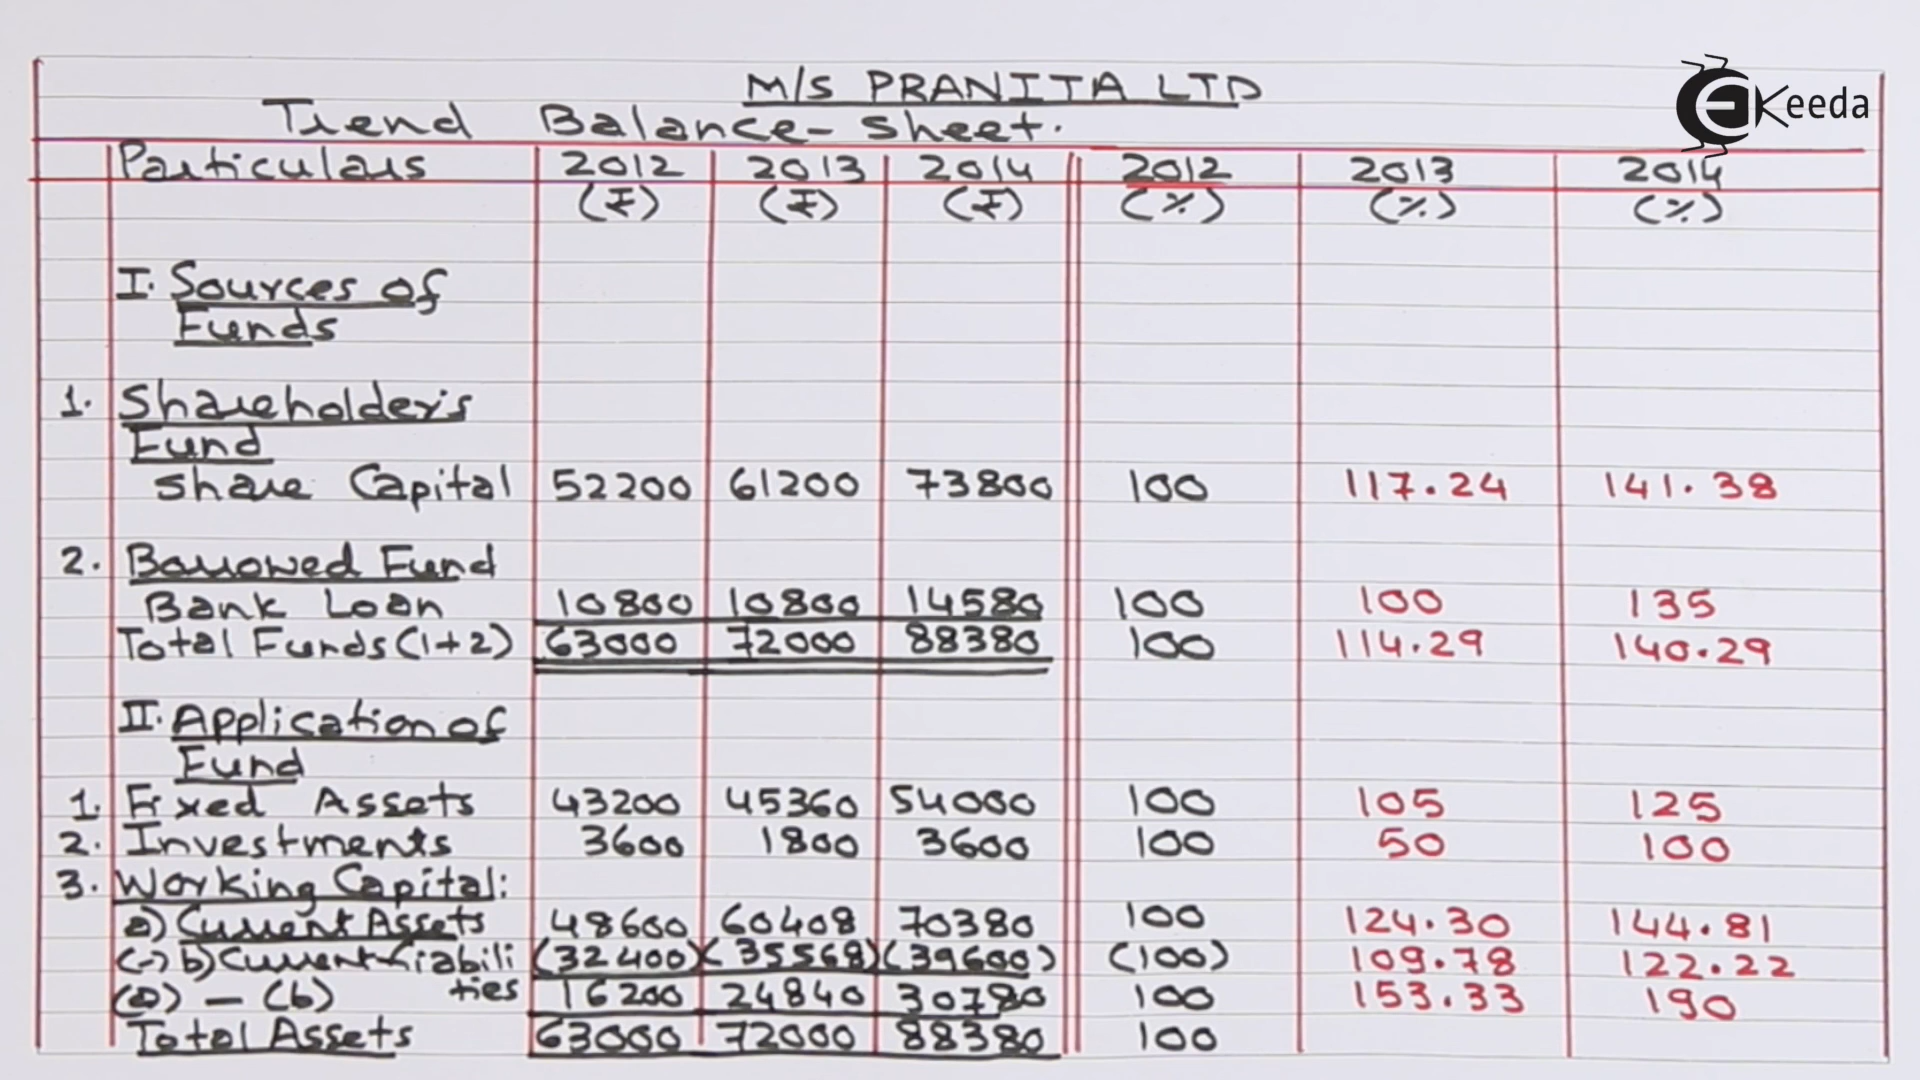 M/S PRANITA LTD
Trend Balance-Sheet.
Keeda
Particulars 2012 2013 2014 2012 2013 2014
(₹) (₹) (₹) (%) (%) (%)
I. Sources of
Funds
1. Shareholder's
Fund
Share Capital 52200 61200 73800 100 117.24 141.38
2. Borrowed Fund
Bank Loan 10800 10800 14580 100 100 135
Total Funds (1+2) 63000 72000 88380 100 114.29 140.29
II. Application of
Fund
1. Fixed Assets 43200 45360 54000 100 105 125
2. Investments 3600 1800 3600 100 50 100
3. Working Capital:
a) Current Assets 48600 60408 70380 100 124.30 144.81
(-) b) Current Liabili (32400) (35568) (39600) (100) 109.78 122.22
ties
(a) - (b) 16200 24840 30780 100 153.33 190
Total Assets 63000 72000 88380 100